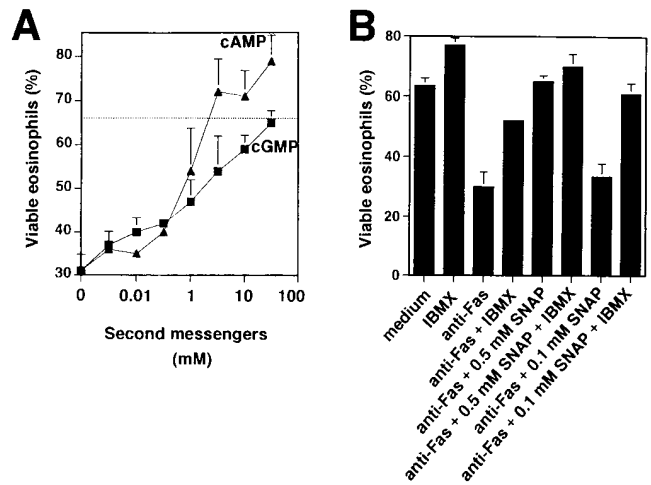 A
Viable eosinophils (%)
80
70
60
50
40
30
cAMP
cGMP
0
0.01
1
10
100
Second messengers
(mM)
B
Viable eosinophils (%)
80
60
40
20
0
medium
IBMX
anti-Fas
anti-Fas + IBMX
anti-Fas + 0.5 mM SNAP
anti-Fas + 0.5 mM SNAP + IBMX
anti-Fas + 0.1 mM SNAP
anti-Fas + 0.1 mM SNAP + IBMX